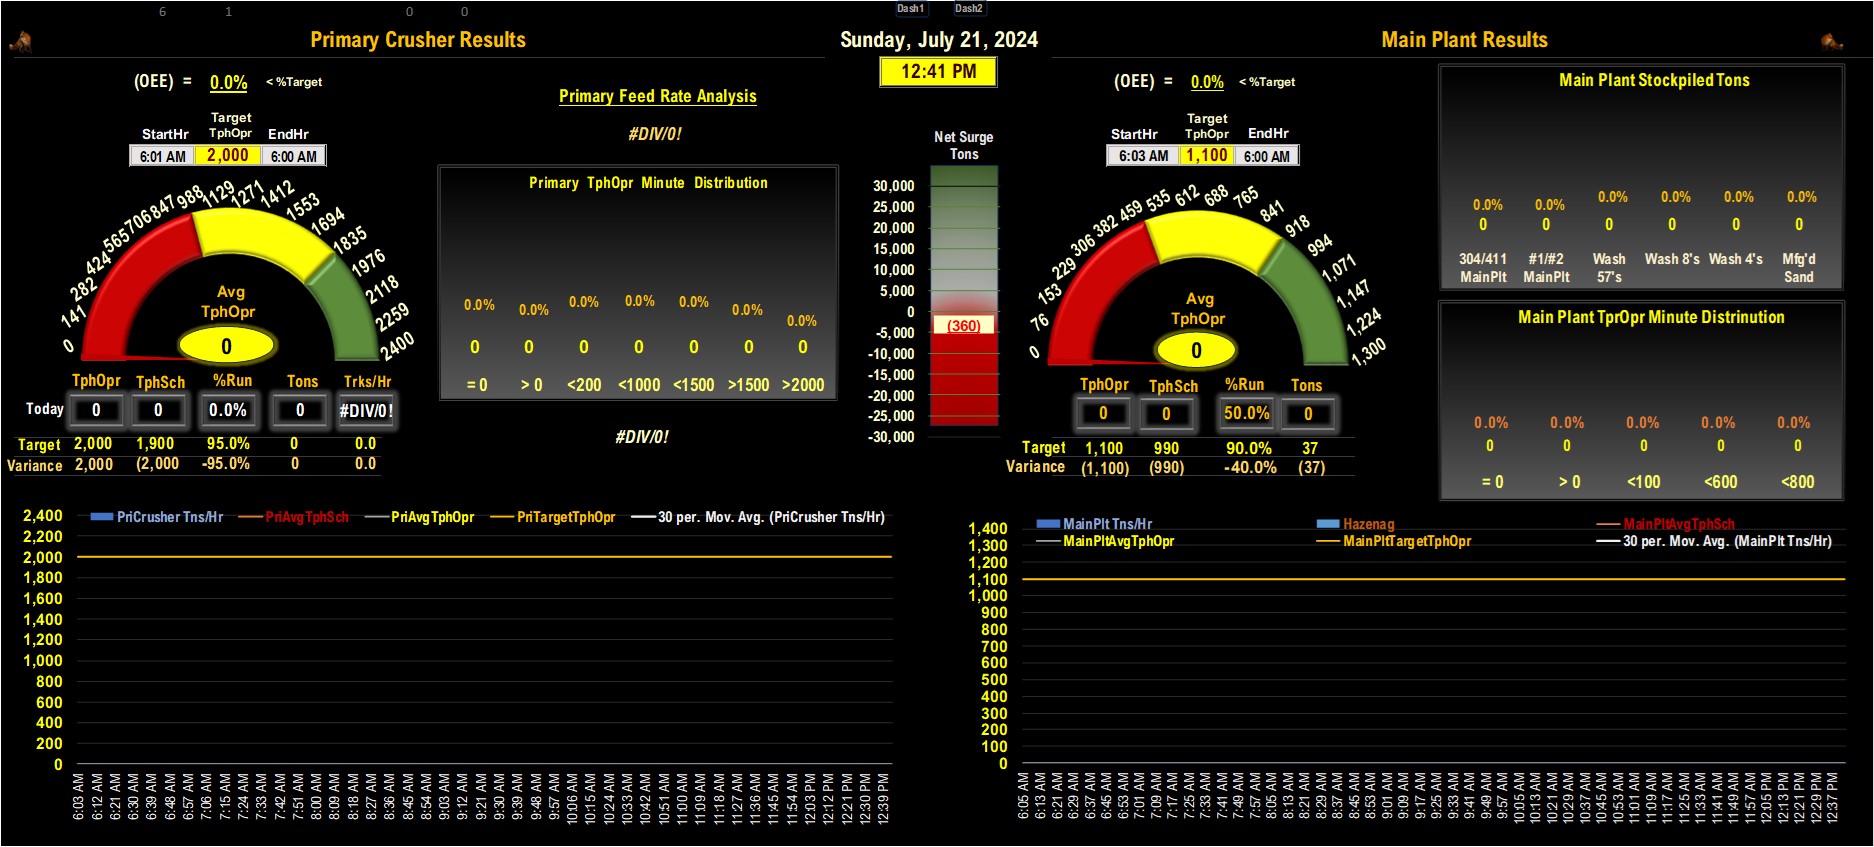 6 1 0 0 Dash1 Dash2
Primary Crusher Results
Sunday, July 21, 2024
Main Plant Results
12:41 PM
(OEE) = 0.0% < %Target
Primary Feed Rate Analysis
#DIV/0!
Target
StartHr TphOpr EndHr
6:01 AM 2,000 6:00 AM
0 141 282 424 565 706 847 988 1129 1271 1412 1553 1694 1835 1976 2118 2259 2400
Avg
TphOpr
0
TphOpr TphSch %Run Tons Trks/Hr
Today 0 0 0.0% 0 #DIV/0!
Target 2,000 1,900 95.0% 0 0.0
Variance 2,000 (2,000 -95.0% 0 0.0
Primary TphOpr Minute Distribution
0.0% 0.0% 0.0% 0.0% 0.0% 0.0% 0.0%
0 0 0 0 0 0 0
= 0 > 0 <200 <1000 <1500 >1500 >2000
#DIV/0!
Net Surge
Tons
30,000
25,000
20,000
15,000
10,000
5,000
0
(360)
-5,000
-10,000
-15,000
-20,000
-25,000
-30,000
(OEE) = 0.0% < %Target
Target
StartHr TphOpr EndHr
6:03 AM 1,100 6:00 AM
0 76 153 229 306 382 459 535 612 688 765 841 918 994 1,071 1,147 1,224 1,300
Avg
TphOpr
0
TphOpr TphSch %Run Tons
0 0 50.0% 0
Target 1,100 990 90.0% 37
Variance (1,100) (990) -40.0% (37)
Main Plant Stockpiled Tons
0.0% 0.0% 0.0% 0.0% 0.0% 0.0%
0 0 0 0 0 0
304/411 #1/#2 Wash Wash 8's Wash 4's Mfg'd
MainPlt MainPlt 57's Sand
Main Plant TprOpr Minute Distrinution
0.0% 0.0% 0.0% 0.0% 0.0%
0 0 0 0 0
= 0 > 0 <100 <600 <800
PriCrusher Tns/Hr PriAvgTphSch PriAvgTphOpr PriTargetTphOpr 30 per. Mov. Avg. (PriCrusher Tns/Hr)
2,400
2,200
2,000
1,800
1,600
1,400
1,200
1,000
800
600
400
200
0
6:03 AM 6:12 AM 6:21 AM 6:30 AM 6:39 AM 6:48 AM 6:57 AM 7:06 AM 7:15 AM 7:24 AM 7:33 AM 7:42 AM 7:51 AM 8:00 AM 8:09 AM 8:18 AM 8:27 AM 8:36 AM 8:45 AM 8:54 AM 9:03 AM 9:12 AM 9:21 AM 9:30 AM 9:39 AM 9:48 AM 9:57 AM 10:06 AM 10:15 AM 10:24 AM 10:33 AM 10:42 AM 10:51 AM 11:00 AM 11:09 AM 11:18 AM 11:27 AM 11:36 AM 11:45 AM 11:54 AM 12:03 PM 12:12 PM 12:21 PM 12:30 PM 12:39 PM
MainPlt Tns/Hr Hazenag MainPltAvgTphSch
MainPltAvgTphOpr MainPltTargetTphOpr 30 per. Mov. Avg. (MainPlt Tns/Hr)
1,400
1,300
1,200
1,100
1,000
900
800
700
600
500
400
300
200
100
0
6:05 AM 6:13 AM 6:21 AM 6:29 AM 6:37 AM 6:45 AM 6:53 AM 7:01 AM 7:09 AM 7:17 AM 7:25 AM 7:33 AM 7:41 AM 7:49 AM 7:57 AM 8:05 AM 8:13 AM 8:21 AM 8:29 AM 8:37 AM 8:45 AM 8:53 AM 9:01 AM 9:09 AM 9:17 AM 9:25 AM 9:33 AM 9:41 AM 9:49 AM 9:57 AM 10:05 AM 10:13 AM 10:21 AM 10:29 AM 10:37 AM 10:45 AM 10:53 AM 11:01 AM 11:09 AM 11:17 AM 11:25 AM 11:33 AM 11:41 AM 11:49 AM 11:57 AM 12:05 PM 12:13 PM 12:21 PM 12:29 PM 12:37 PM